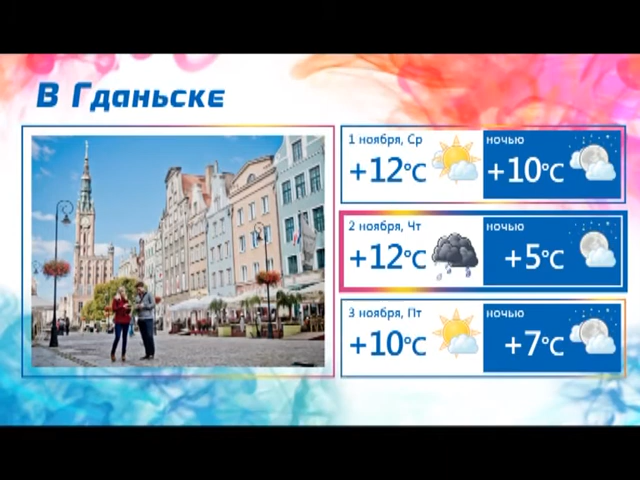 В Гданьске
1 ноября, Ср
+12°C
ночью
+10°C
2 ноября, Чт
+12°C
ночью
+5°C
3 ноября, Пт
+10°C
ночью
+7°C